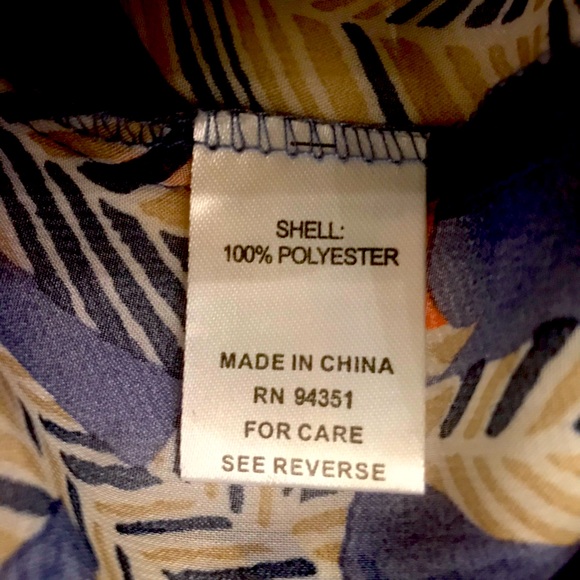 SHELL:
100% POLYESTER
MADE IN CHINA
RN 94351
FOR CARE
SEE REVERSE